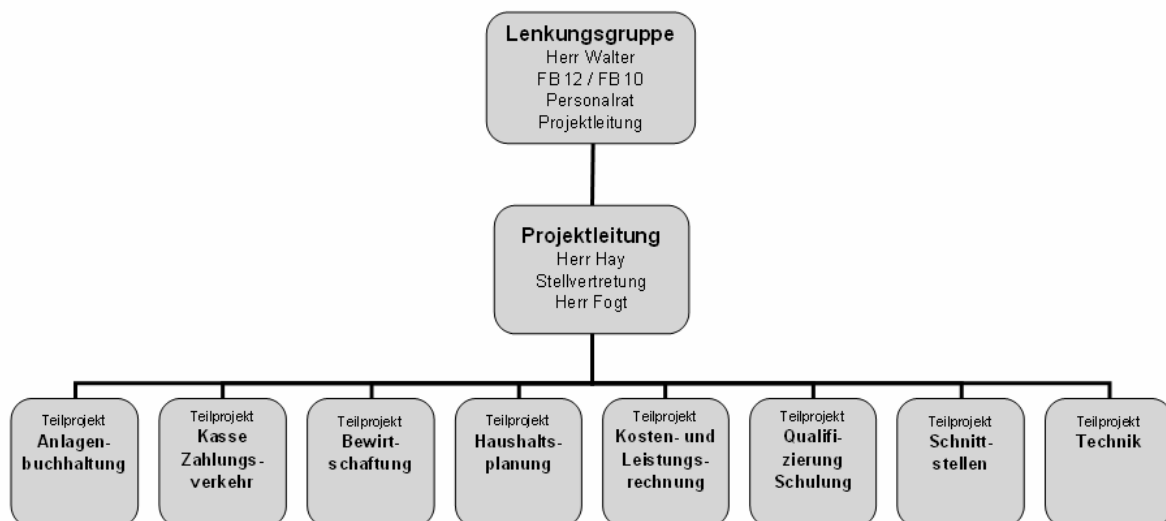 Lenkungsgruppe
Herr Walter
FB 12 / FB 10
Personalrat
Projektleitung
Projektleitung
Herr Hay
Stellvertretung
Herr Fogt
Teilprojekt
Anlagen-
buchhaltung
Teilprojekt
Kasse
Zahlungs-
verkehr
Teilprojekt
Bewirt-
schaftung
Teilprojekt
Haushalts-
planung
Teilprojekt
Kosten- und
Leistungs-
rechnung
Teilprojekt
Qualifi-
zierung
Schulung
Teilprojekt
Schnitt-
stellen
Teilprojekt
Technik